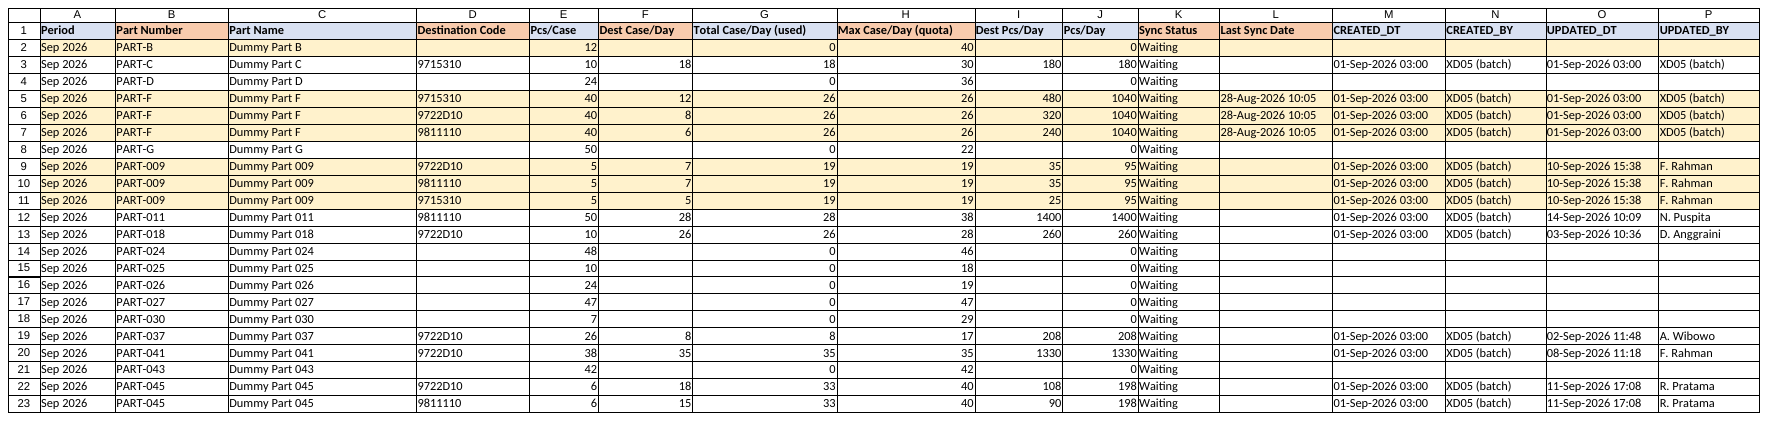 A B C D E F G H I J K L M N O P
1 Period Part Number Part Name Destination Code Pcs/Case Dest Case/Day Total Case/Day (used) Max Case/Day (quota) Dest Pcs/Day Pcs/Day Sync Status Last Sync Date CREATED_DT CREATED_BY UPDATED_DT UPDATED_BY
2 Sep 2026 PART-B Dummy Part B 12 0 40 0 Waiting
3 Sep 2026 PART-C Dummy Part C 9715310 10 18 18 30 180 180 Waiting 01-Sep-2026 03:00 XD05 (batch) 01-Sep-2026 03:00 XD05 (batch)
4 Sep 2026 PART-D Dummy Part D 24 0 36 0 Waiting
5 Sep 2026 PART-F Dummy Part F 9715310 40 12 26 26 480 1040 Waiting 28-Aug-2026 10:05 01-Sep-2026 03:00 XD05 (batch) 01-Sep-2026 03:00 XD05 (batch)
6 Sep 2026 PART-F Dummy Part F 9722D10 40 8 26 26 320 1040 Waiting 28-Aug-2026 10:05 01-Sep-2026 03:00 XD05 (batch) 01-Sep-2026 03:00 XD05 (batch)
7 Sep 2026 PART-F Dummy Part F 9811110 40 6 26 26 240 1040 Waiting 28-Aug-2026 10:05 01-Sep-2026 03:00 XD05 (batch) 01-Sep-2026 03:00 XD05 (batch)
8 Sep 2026 PART-G Dummy Part G 50 0 22 0 Waiting
9 Sep 2026 PART-009 Dummy Part 009 9722D10 5 7 19 19 35 95 Waiting 01-Sep-2026 03:00 XD05 (batch) 10-Sep-2026 15:38 F. Rahman
10 Sep 2026 PART-009 Dummy Part 009 9811110 5 7 19 19 35 95 Waiting 01-Sep-2026 03:00 XD05 (batch) 10-Sep-2026 15:38 F. Rahman
11 Sep 2026 PART-009 Dummy Part 009 9715310 5 5 19 19 25 95 Waiting 01-Sep-2026 03:00 XD05 (batch) 10-Sep-2026 15:38 F. Rahman
12 Sep 2026 PART-011 Dummy Part 011 9811110 50 28 28 38 1400 1400 Waiting 01-Sep-2026 03:00 XD05 (batch) 14-Sep-2026 10:09 N. Puspita
13 Sep 2026 PART-018 Dummy Part 018 9722D10 10 26 26 28 260 260 Waiting 01-Sep-2026 03:00 XD05 (batch) 03-Sep-2026 10:36 D. Anggraini
14 Sep 2026 PART-024 Dummy Part 024 48 0 46 0 Waiting
15 Sep 2026 PART-025 Dummy Part 025 10 0 18 0 Waiting
16 Sep 2026 PART-026 Dummy Part 026 24 0 19 0 Waiting
17 Sep 2026 PART-027 Dummy Part 027 47 0 47 0 Waiting
18 Sep 2026 PART-030 Dummy Part 030 7 0 29 0 Waiting
19 Sep 2026 PART-037 Dummy Part 037 9722D10 26 8 8 17 208 208 Waiting 01-Sep-2026 03:00 XD05 (batch) 02-Sep-2026 11:48 A. Wibowo
20 Sep 2026 PART-041 Dummy Part 041 9722D10 38 35 35 35 1330 1330 Waiting 01-Sep-2026 03:00 XD05 (batch) 08-Sep-2026 11:18 F. Rahman
21 Sep 2026 PART-043 Dummy Part 043 42 0 42 0 Waiting
22 Sep 2026 PART-045 Dummy Part 045 9722D10 6 18 33 40 108 198 Waiting 01-Sep-2026 03:00 XD05 (batch) 11-Sep-2026 17:08 R. Pratama
23 Sep 2026 PART-045 Dummy Part 045 9811110 6 15 33 40 90 198 Waiting 01-Sep-2026 03:00 XD05 (batch) 11-Sep-2026 17:08 R. Pratama